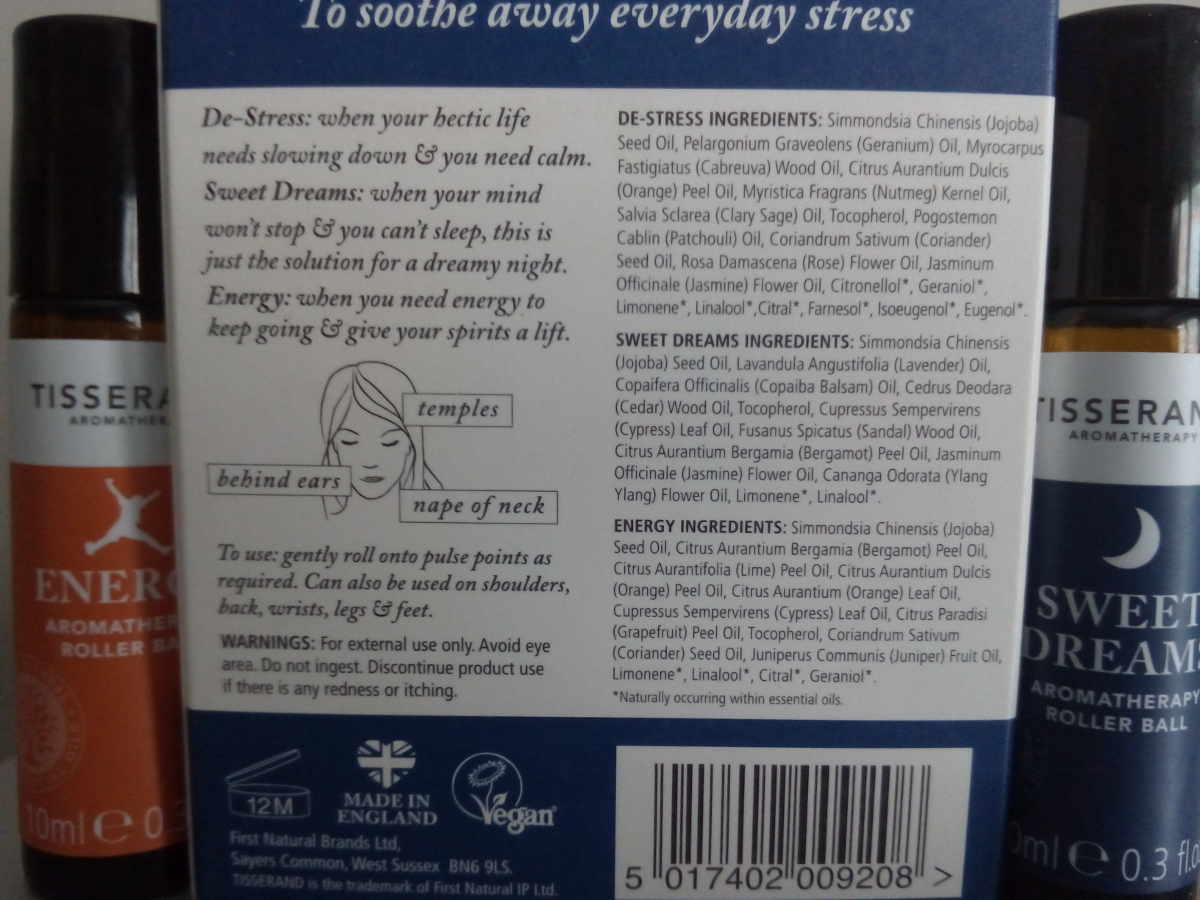 To soothe away everyday stress
De-Stress: when your hectic life
needs slowing down & you need calm.
Sweet Dreams: when your mind
won't stop & you can't sleep, this is
just the solution for a dreamy night.
Energy: when you need energy to
keep going & give your spirits a lift.
temples
behind ears
nape of neck
To use: gently roll onto pulse points as
required. Can also be used on shoulders,
back, wrists, legs & feet.
WARNINGS: For external use only. Avoid eye
area. Do not ingest. Discontinue product use
if there is any redness or itching.
DE-STRESS INGREDIENTS: Simmondsia Chinensis (Jojoba)
Seed Oil, Pelargonium Graveolens (Geranium) Oil, Myrocarpus
Fastigiatus (Cabreuva) Wood Oil, Citrus Aurantium Dulcis
(Orange) Peel Oil, Myristica Fragrans (Nutmeg) Kernel Oil,
Salvia Sclarea (Clary Sage) Oil, Tocopherol, Pogostemon
Cablin (Patchouli) Oil, Coriandrum Sativum (Coriander)
Seed Oil, Rosa Damascena (Rose) Flower Oil, Jasminum
Officinale (Jasmine) Flower Oil, Citronellol*, Geraniol*,
Limonene*, Linalool*,Citral*, Farnesol*, Isoeugenol*, Eugenol*.
SWEET DREAMS INGREDIENTS: Simmondsia Chinensis
(Jojoba) Seed Oil, Lavandula Angustifolia (Lavender) Oil,
Copaifera Officinalis (Copaiba Balsam) Oil, Cedrus Deodara
(Cedar) Wood Oil, Tocopherol, Cupressus Sempervirens
(Cypress) Leaf Oil, Fusanus Spicatus (Sandal) Wood Oil,
Citrus Aurantium Bergamia (Bergamot) Peel Oil, Jasminum
Officinale (Jasmine) Flower Oil, Cananga Odorata (Ylang
Ylang) Flower Oil, Limonene*, Linalool*.
ENERGY INGREDIENTS: Simmondsia Chinensis (Jojoba)
Seed Oil, Citrus Aurantium Bergamia (Bergamot) Peel Oil,
Citrus Aurantifolia (Lime) Peel Oil, Citrus Aurantium Dulcis
(Orange) Peel Oil, Citrus Aurantium (Orange) Leaf Oil,
Cupressus Sempervirens (Cypress) Leaf Oil, Citrus Paradisi
(Grapefruit) Peel Oil, Tocopherol, Coriandrum Sativum
(Coriander) Seed Oil, Juniperus Communis (Juniper) Fruit Oil,
Limonene*, Linalool*, Citral*, Geraniol*.
*Naturally occurring within essential oils.
12M
MADE IN
ENGLAND
Vegan
First Natural Brands Ltd,
Sayers Common, West Sussex BN6 9LS.
TISSERAND is the trademark of First Natural IP Ltd.
5 017402 009208 >
TISSERA
AROMATHER
ENERG
AROMATHER
ROLLER BA
10ml e 0.3
TISSERAN
AROMATHERAPY
SWEET
DREAMS
AROMATHERAPY
ROLLER BALL
0ml e 0.3 fl.o